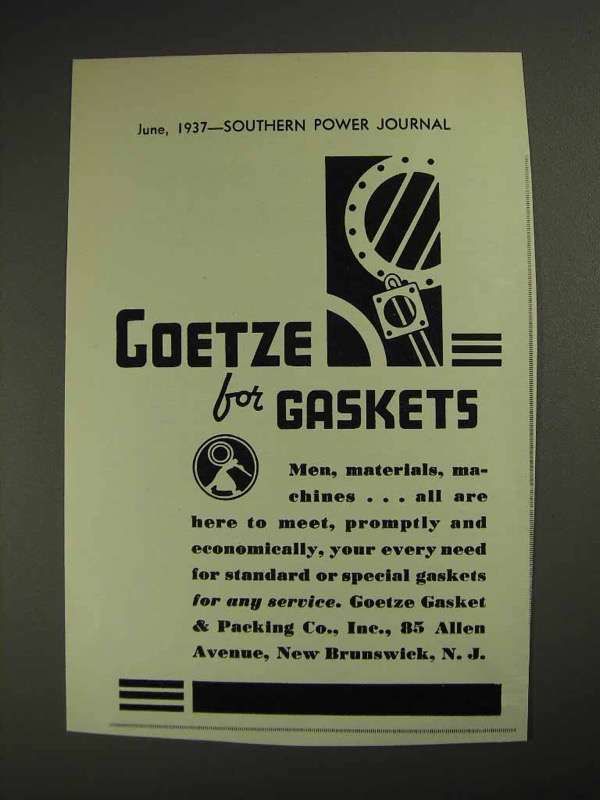 June, 1937—SOUTHERN POWER JOURNAL
GOETZE
for GASKETS
Men, materials, ma-
chines . . . all are
here to meet, promptly and
economically, your every need
for standard or special gaskets
for any service. Goetze Gasket
& Packing Co., Inc., 85 Allen
Avenue, New Brunswick, N. J.